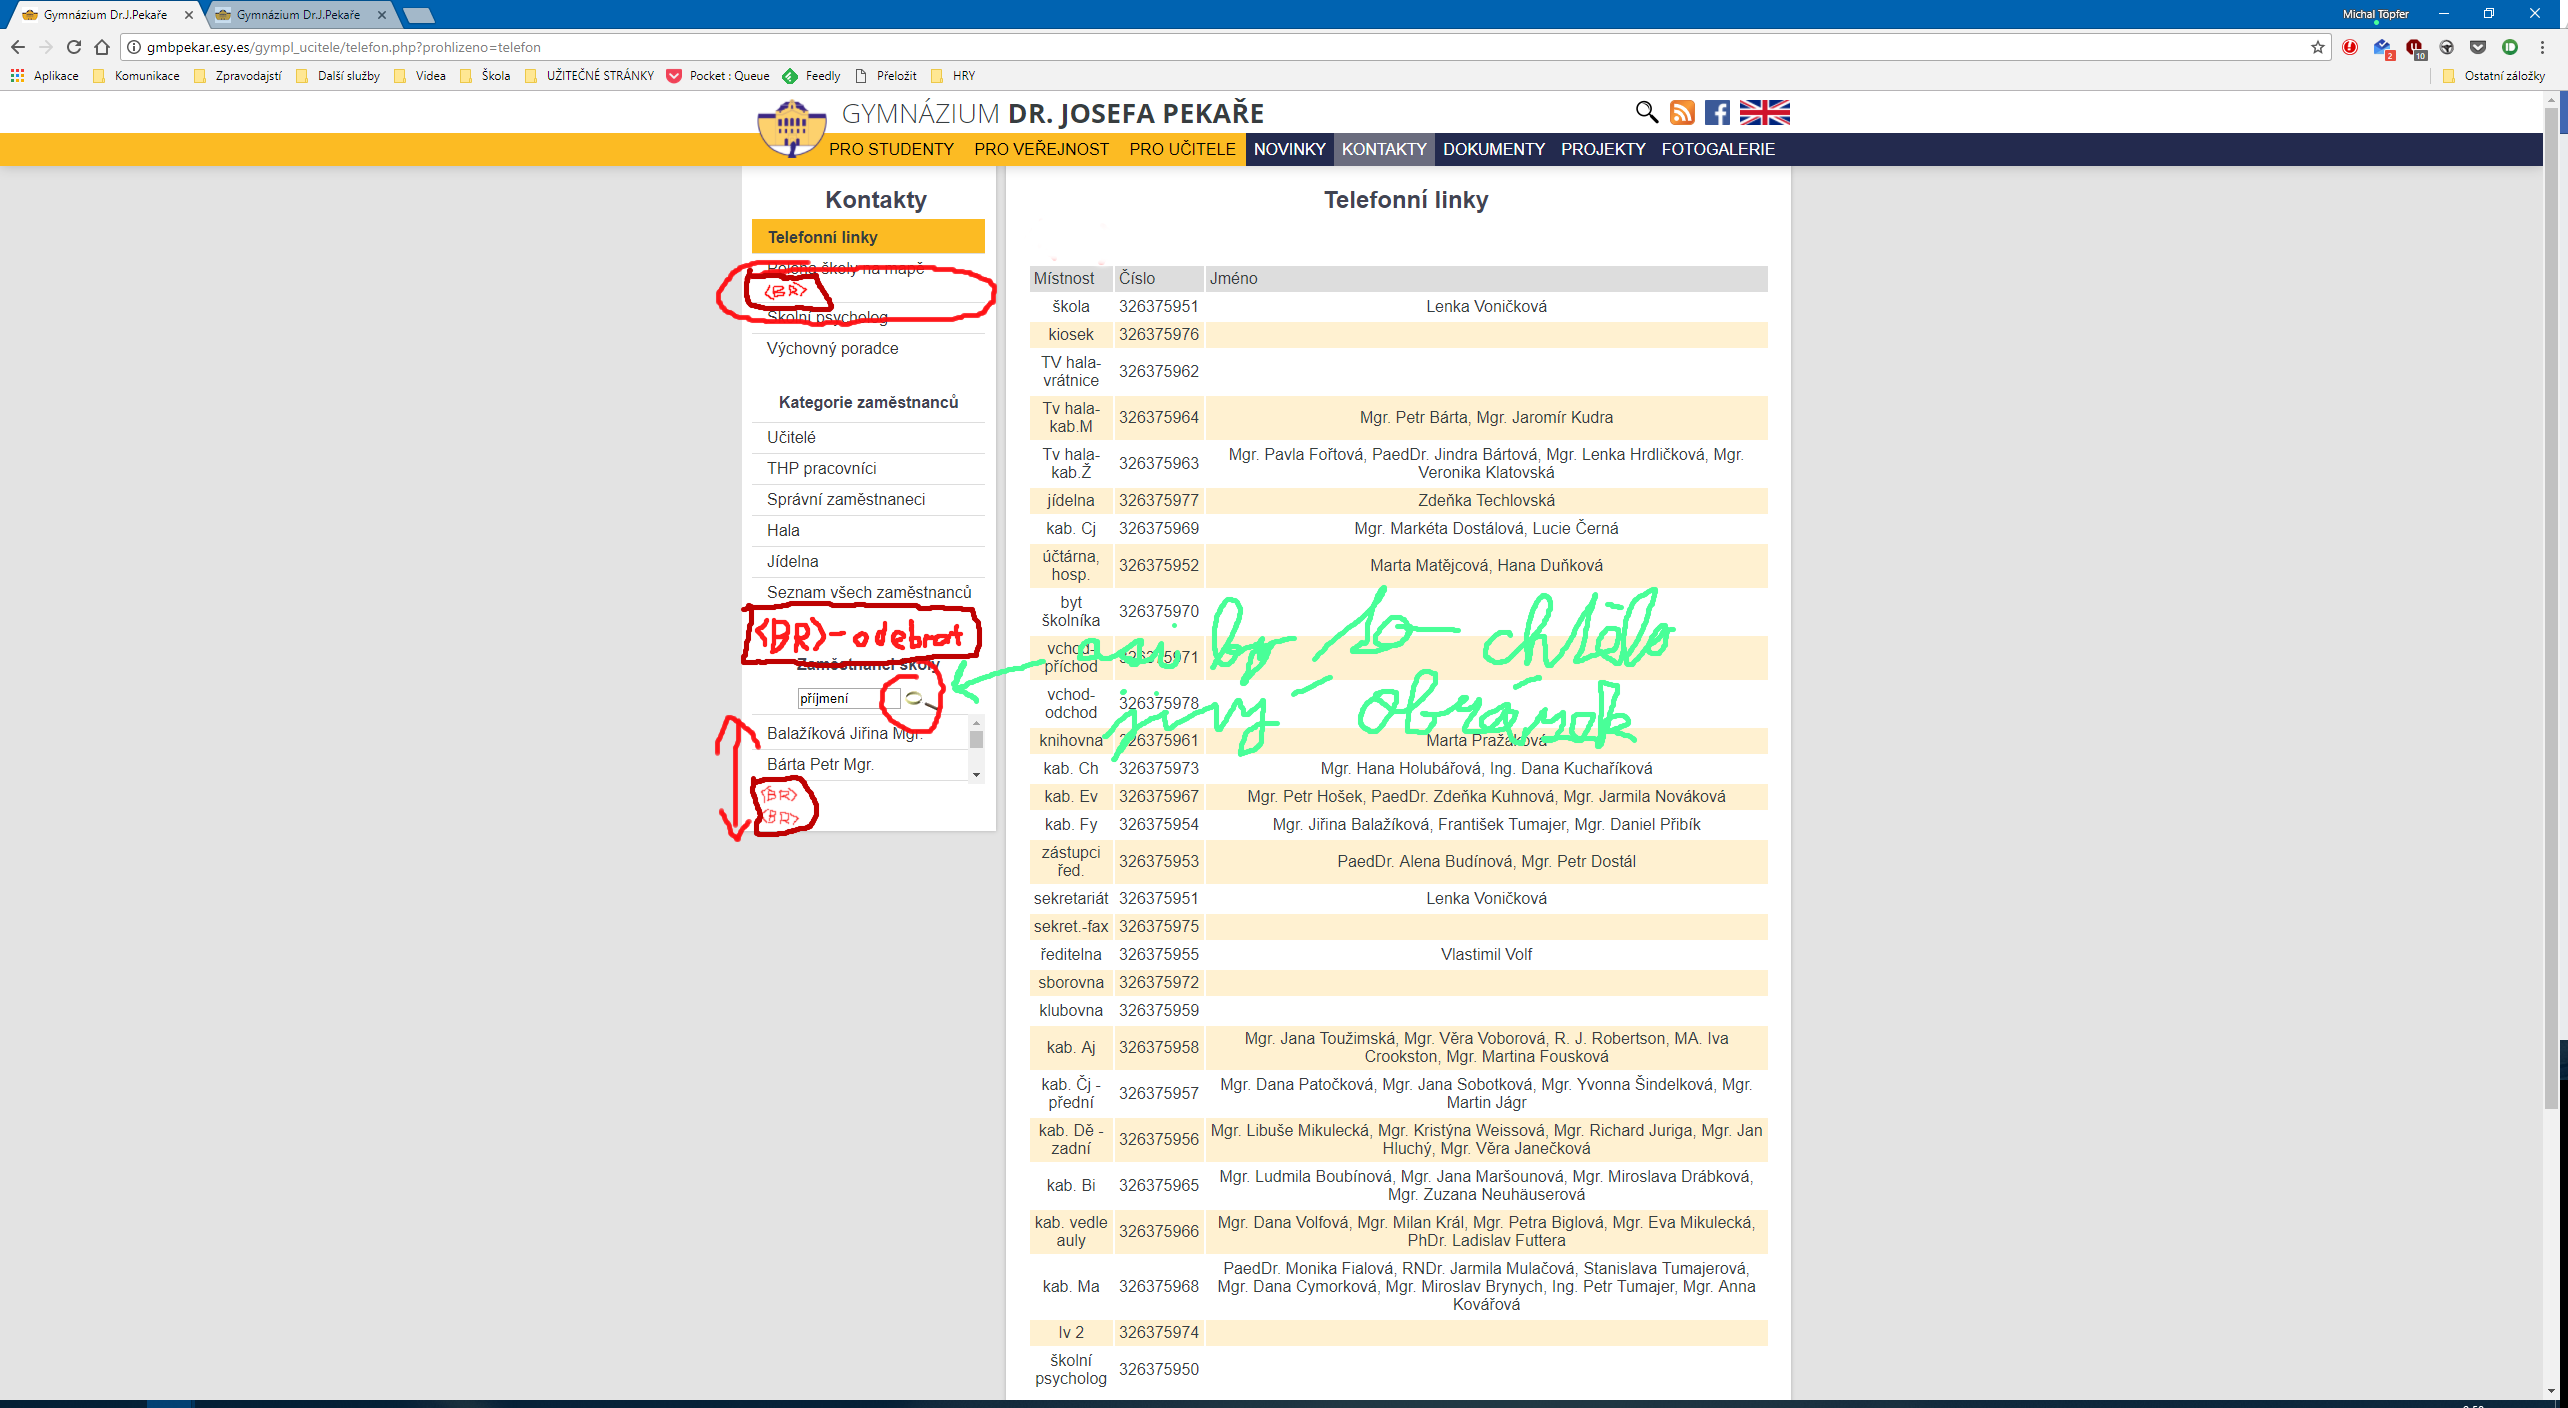 Gymnázium Dr.J.Pekaře
Gymnázium Dr.J.Pekaře
Michal Töpfer
gmbpekar.esy.es/gympl_ucitele/telefon.php?prohlizeno=telefon
2
10
Aplikace Komunikace Zpravodajstí Další služby Videa Škola UŽITEČNÉ STRÁNKY Pocket : Queue Feedly Přeložit HRY Ostatní záložky
GYMNÁZIUM DR. JOSEFA PEKAŘE
PRO STUDENTY PRO VEŘEJNOST PRO UČITELE NOVINKY KONTAKTY DOKUMENTY PROJEKTY FOTOGALERIE
Kontakty
Telefonní linky
školy na mapě
<BR>
Školní psycholog
Výchovný poradce
Kategorie zaměstnanců
Učitelé
THP pracovníci
Správní zaměstnaneci
Hala
Jídelna
Seznam všech zaměstnanců
<BR>-odebrat
Zaměstnanci školy
příjmení
Balažíková Jiřina Mgr.
Bárta Petr Mgr.
<BR>
<BR>
Telefonní linky
Místnost Číslo Jméno
škola 326375951 Lenka Voničková
kiosek 326375976
TV hala-vrátnice 326375962
Tv hala-kab.M 326375964 Mgr. Petr Bárta, Mgr. Jaromír Kudra
Tv hala-kab.Ž 326375963 Mgr. Pavla Fořtová, PaedDr. Jindra Bártová, Mgr. Lenka Hrdličková, Mgr. Veronika Klatovská
jídelna 326375977 Zdeňka Techlovská
kab. Cj 326375969 Mgr. Markéta Dostálová, Lucie Černá
účtárna, hosp. 326375952 Marta Matějcová, Hana Duňková
byt školníka 326375970
vchod-příchod 326375971
vchod-odchod 326375978
knihovna 326375961 Marta Pražáková
kab. Ch 326375973 Mgr. Hana Holubářová, Ing. Dana Kuchaříková
kab. Ev 326375967 Mgr. Petr Hošek, PaedDr. Zdeňka Kuhnová, Mgr. Jarmila Nováková
kab. Fy 326375954 Mgr. Jiřina Balažíková, František Tumajer, Mgr. Daniel Přibík
zástupci řed. 326375953 PaedDr. Alena Budínová, Mgr. Petr Dostál
sekretariát 326375951 Lenka Voničková
sekret.-fax 326375975
ředitelna 326375955 Vlastimil Volf
sborovna 326375972
klubovna 326375959
kab. Aj 326375958 Mgr. Jana Toužimská, Mgr. Věra Voborová, R. J. Robertson, MA. Iva Crookston, Mgr. Martina Fousková
kab. Čj - přední 326375957 Mgr. Dana Patočková, Mgr. Jana Sobotková, Mgr. Yvonna Šindelková, Mgr. Martin Jágr
kab. Dě - zadní 326375956 Mgr. Libuše Mikulecká, Mgr. Kristýna Weissová, Mgr. Richard Juriga, Mgr. Jan Hluchý, Mgr. Věra Janečková
kab. Bi 326375965 Mgr. Ludmila Boubínová, Mgr. Jana Maršounová, Mgr. Miroslava Drábková, Mgr. Zuzana Neuhäuserová
kab. vedle auly 326375966 Mgr. Dana Volfová, Mgr. Milan Král, Mgr. Petra Biglová, Mgr. Eva Mikulecká, PhDr. Ladislav Futtera
kab. Ma 326375968 PaedDr. Monika Fialová, RNDr. Jarmila Mulačová, Stanislava Tumajerová, Mgr. Dana Cymorková, Mgr. Miroslav Brynych, Ing. Petr Tumajer, Mgr. Anna Kovářová
Iv 2 326375974
školní psycholog 326375950
asi by to chtělo
jiný obrázek